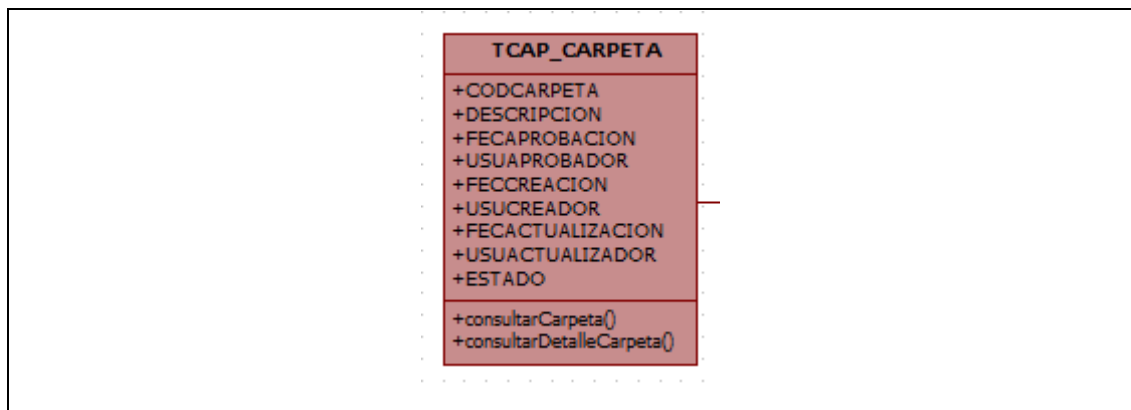 TCAP_CARPETA
+CODCARPETA
+DESCRIPCION
+FECAPROBACION
+USUAPROBADOR
+FECCREACION
+USUCREADOR
+FECACTUALIZACION
+USUACTUALIZADOR
+ESTADO
+consultarCarpeta()
+consultarDetalleCarpeta()